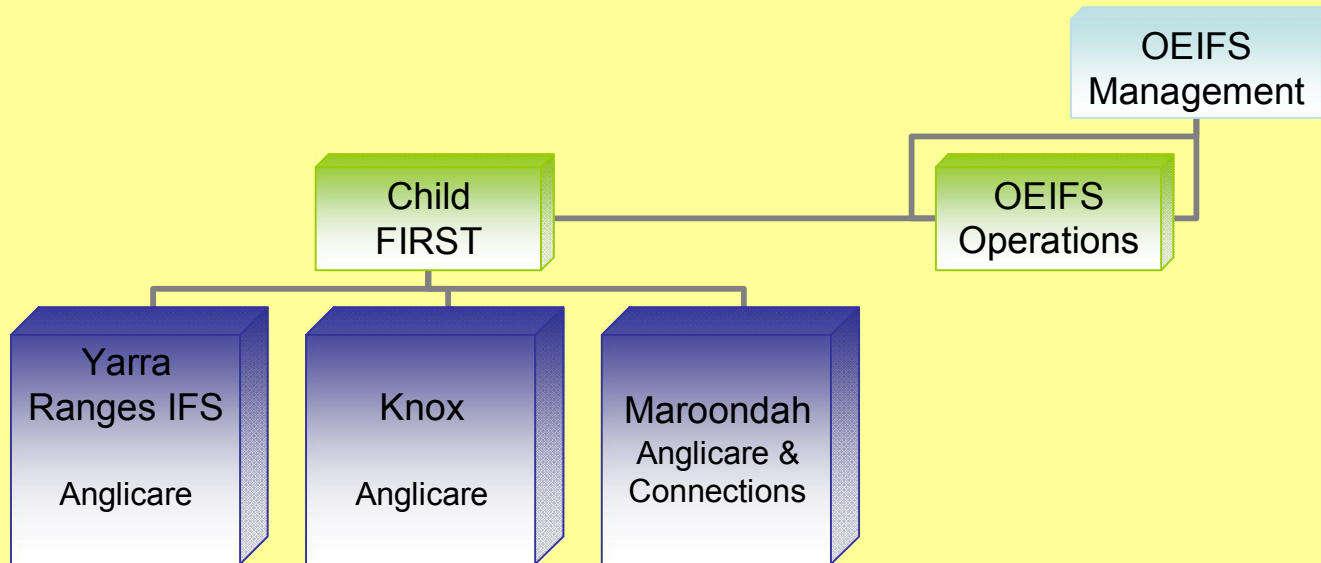 OEIFS
Management
Child
FIRST
OEIFS
Operations
Yarra
Ranges IFS
Anglicare
Knox
Anglicare
Maroondah
Anglicare &
Connections